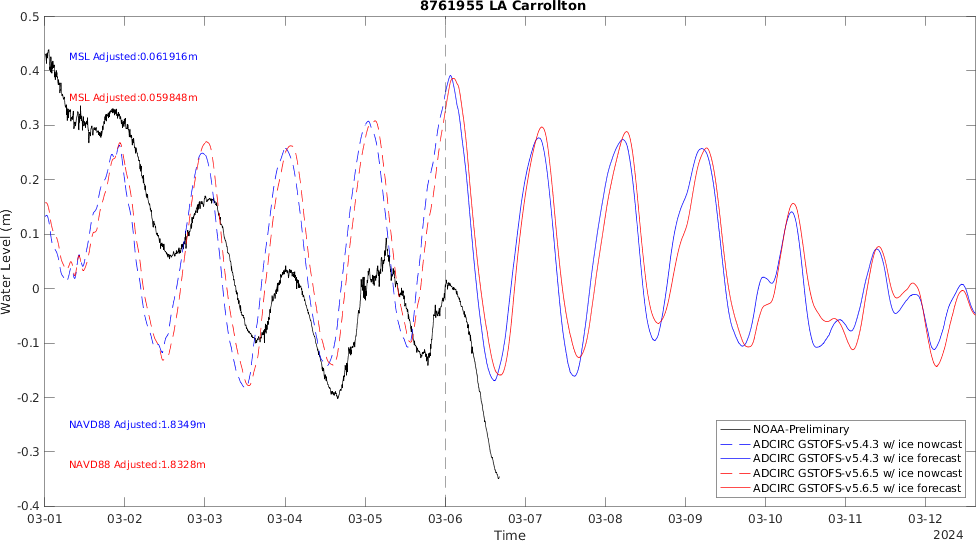 8761955 LA Carrollton
0.5
0.4
0.3
0.2
0.1
0
-0.1
-0.2
-0.3
-0.4
Water Level (m)
MSL Adjusted:0.061916m
MSL Adjusted:0.059848m
NAVD88 Adjusted:1.8349m
NAVD88 Adjusted:1.8328m
NOAA-Preliminary
ADCIRC GSTOFS-v5.4.3 w/ ice nowcast
ADCIRC GSTOFS-v5.4.3 w/ ice forecast
ADCIRC GSTOFS-v5.6.5 w/ ice nowcast
ADCIRC GSTOFS-v5.6.5 w/ ice forecast
03-01 03-02 03-03 03-04 03-05 03-06 03-07 03-08 03-09 03-10 03-11 03-12
Time
2024